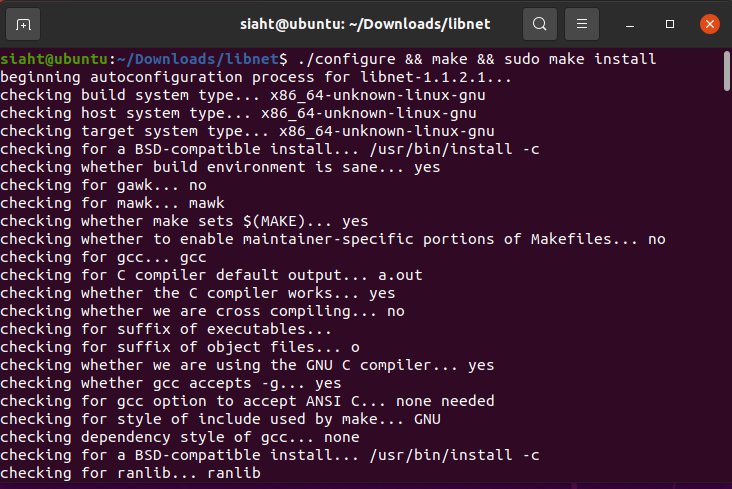 siaht@ubuntu: ~/Downloads/libnet
siaht@ubuntu:~/Downloads/libnet$ ./configure && make && sudo make install
beginning autoconfiguration process for libnet-1.1.2.1...
checking build system type... x86_64-unknown-linux-gnu
checking host system type... x86_64-unknown-linux-gnu
checking target system type... x86_64-unknown-linux-gnu
checking for a BSD-compatible install... /usr/bin/install -c
checking whether build environment is sane... yes
checking for gawk... no
checking for mawk... mawk
checking whether make sets $(MAKE)... yes
checking whether to enable maintainer-specific portions of Makefiles... no
checking for gcc... gcc
checking for C compiler default output... a.out
checking whether the C compiler works... yes
checking whether we are cross compiling... no
checking for suffix of executables...
checking for suffix of object files... o
checking whether we are using the GNU C compiler... yes
checking whether gcc accepts -g... yes
checking for gcc option to accept ANSI C... none needed
checking for style of include used by make... GNU
checking dependency style of gcc... none
checking for a BSD-compatible install... /usr/bin/install -c
checking for ranlib... ranlib